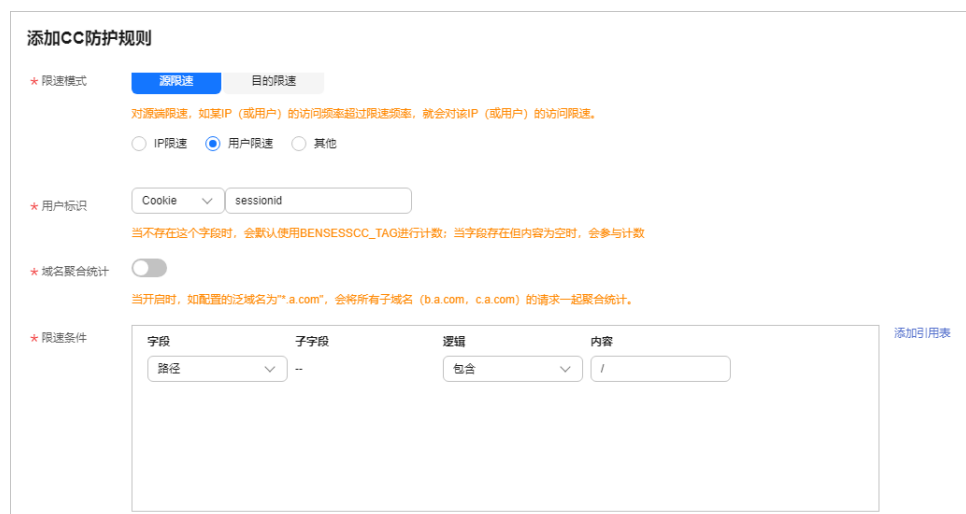 添加CC防护规则
* 限速模式 源限速 目的限速
对源端限速，如某IP（或用户）的访问频率超过限速频率，就会对该IP（或用户）的访问限速。
IP限速 用户限速 其他
* 用户标识 Cookie sessionid
当不存在这个字段时，会默认使用BENSESSCC_TAG进行计数；当字段存在但内容为空时，会参与计数
* 域名聚合统计
当开启时，如配置的泛域名为"*.a.com"，会将所有子域名（b.a.com，c.a.com）的请求一起聚合统计。
* 限速条件 添加引用表
字段 子字段 逻辑 内容
路径 -- 包含 /